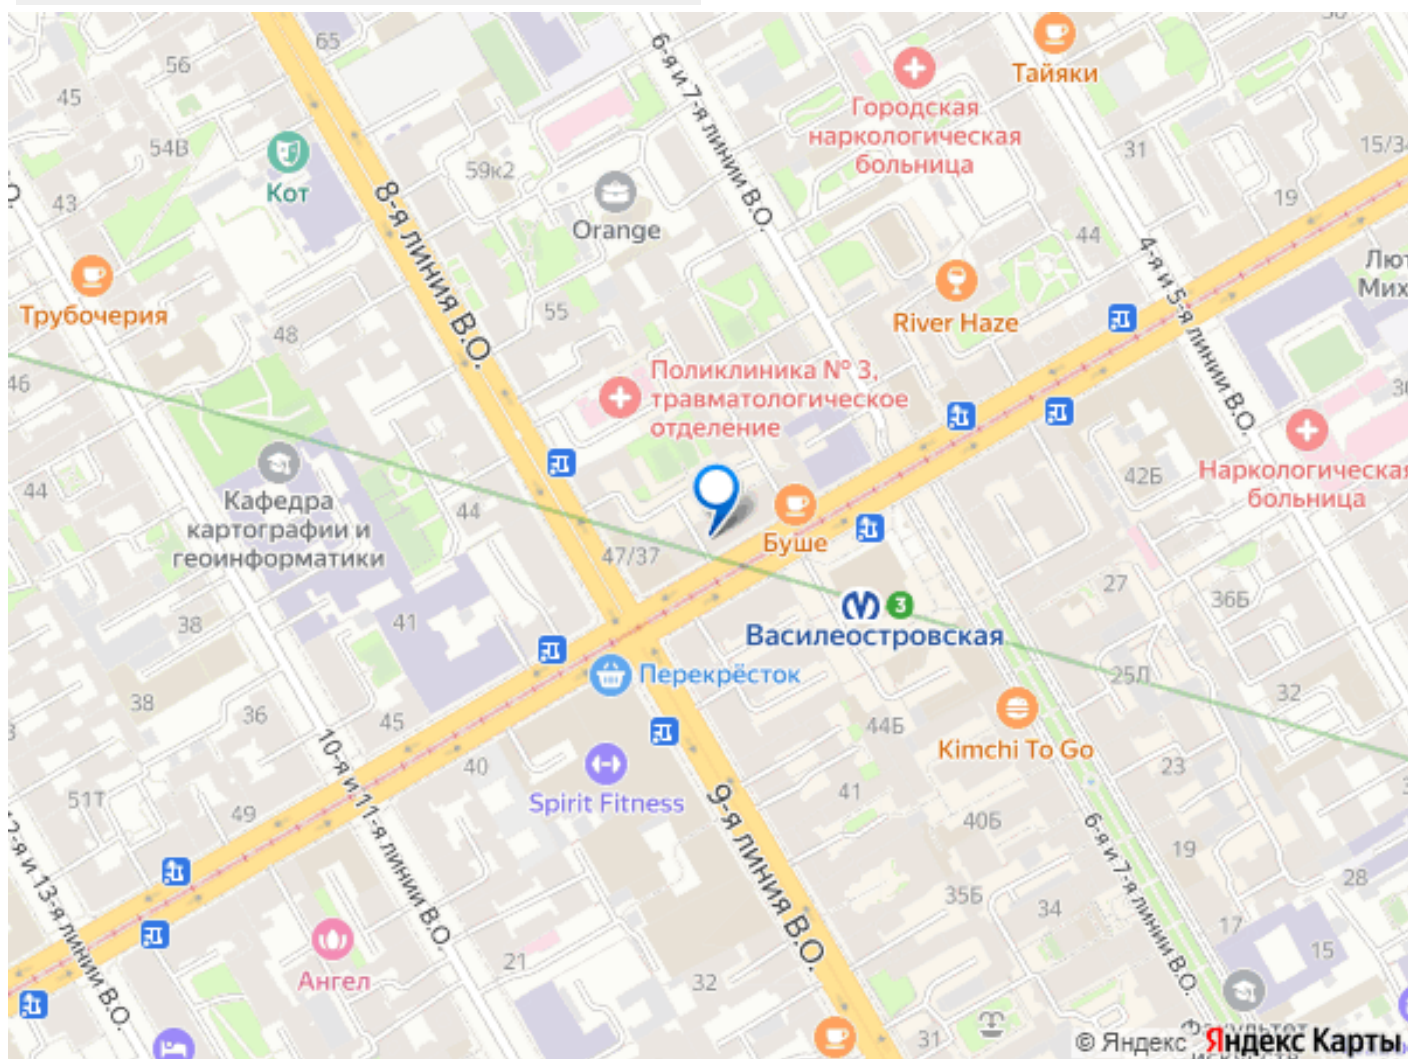 65
56
45
54В
43
Кот
59к2
Orange
6-я и 7-я линии В.О.
Городская
наркологическая
больница
Тайяки
31
15/34
19
44
4-я и 5-я линии В.О.
8-я линия В.О.
Трубочерия
48
46
55
River Haze
Поликлиника № 3,
травматологическое
отделение
42Б
Наркологическая
больница
44
Кафедра
картографии и
геоинформатики
44
47/37
Буше
3
Василеостровская
27
36Б
25Л
32
38
41
38
36
45
Перекрёсток
44Б
Kimchi To Go
23
40
Spirit Fitness
41
40Б
51Т
49
10-я и 11-я линии В.О.
9-я линия В.О.
6-я и 7-я линии В.О.
19
28
35Б
34
17
15
12-я и 13-я линии В.О.
Ангел
21
32
31
© Яндекс Яндекс Карты